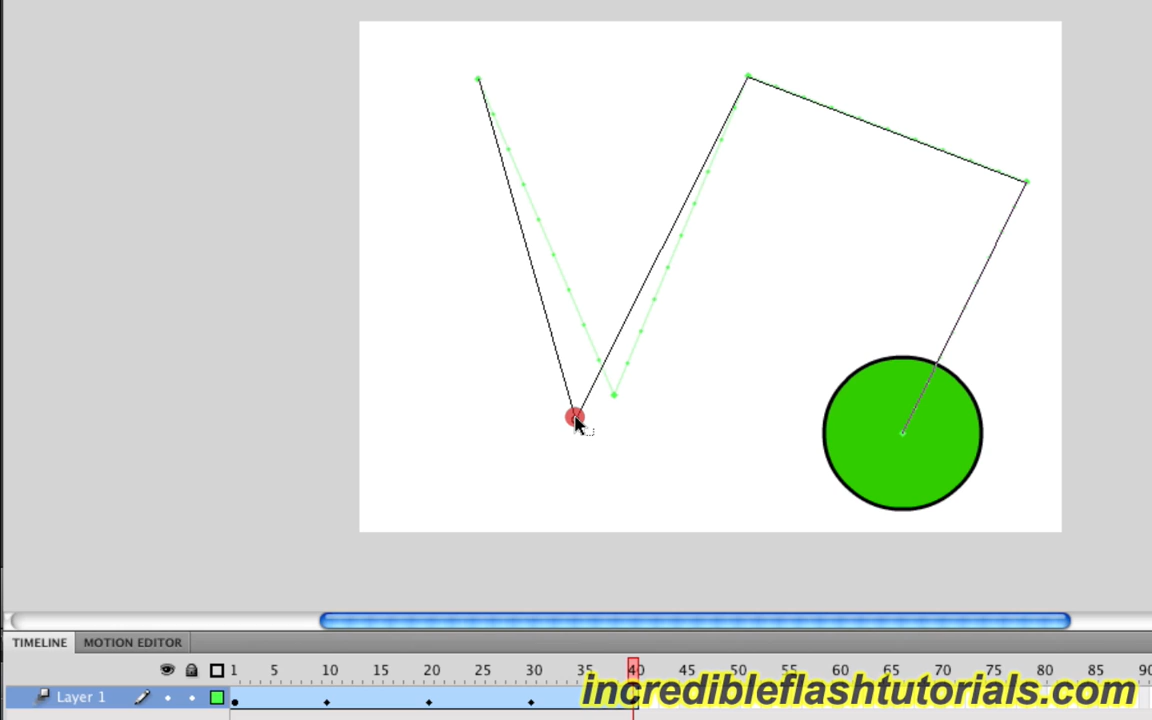 TIMELINE MOTION EDITOR
1 5 10 15 20 25 30 35 40 45 50 55 60 65 70 75 80 85 90
Layer 1
incredibleflashtutorials.com